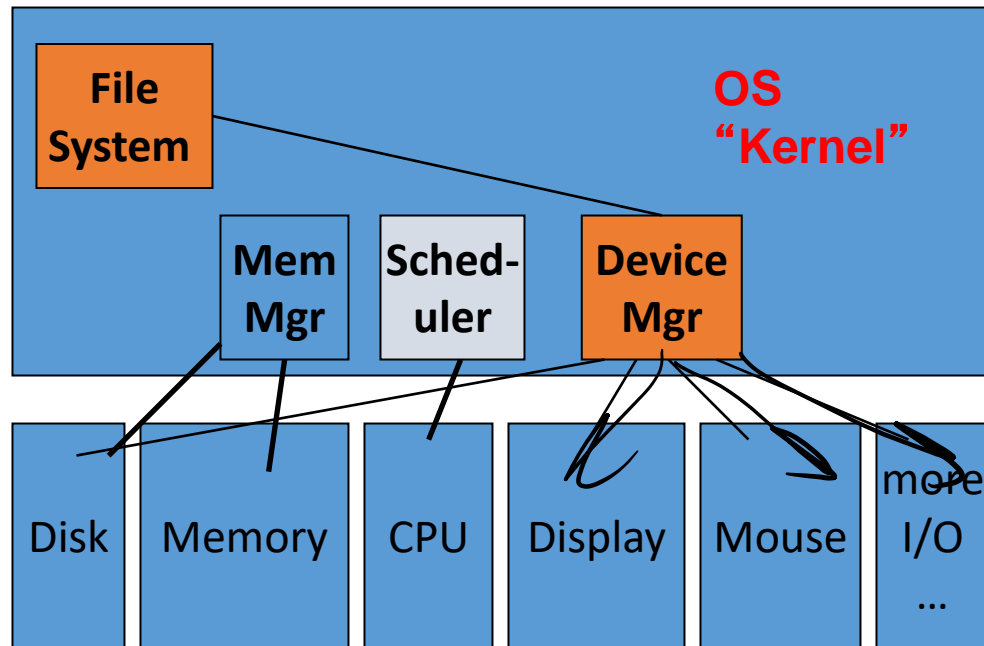 File
System
OS
“Kernel”
Mem
Mgr
Sched-
uler
Device
Mgr
Disk
Memory
CPU
Display
Mouse
more
I/O
...